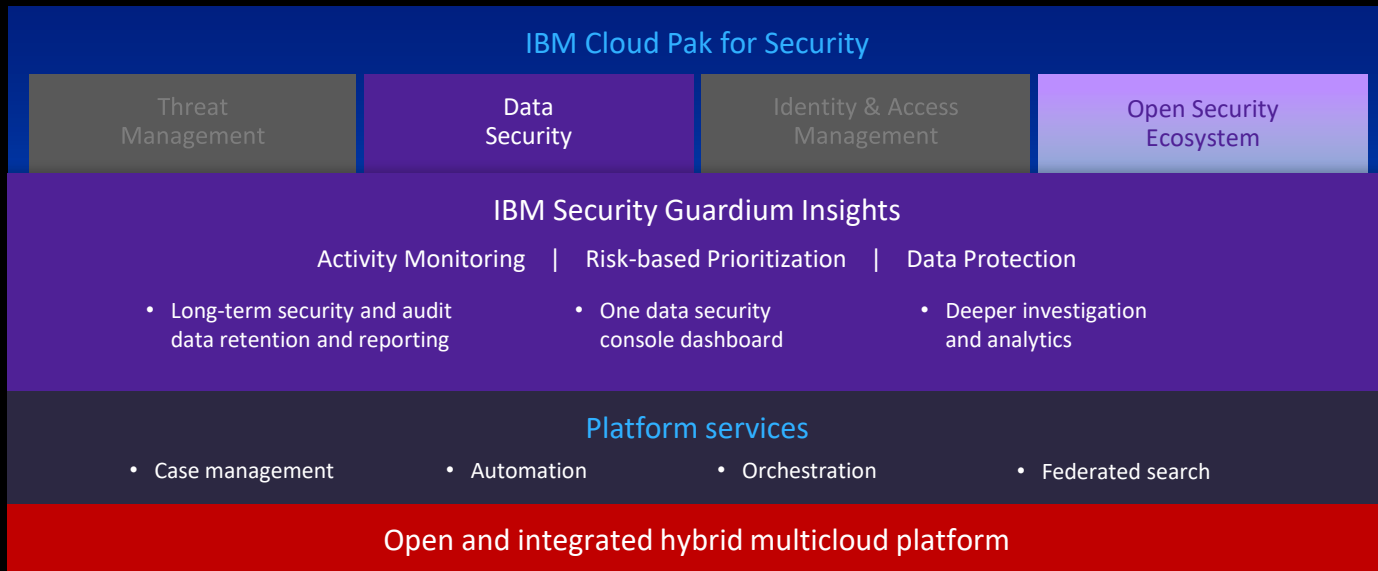 IBM Cloud Pak for Security
Threat
Management
Data
Security
Identity & Access
Management
Open Security
Ecosystem
IBM Security Guardium Insights
Activity Monitoring | Risk-based Prioritization | Data Protection
• Long-term security and audit
data retention and reporting
• One data security
console dashboard
• Deeper investigation
and analytics
Platform services
• Case management
• Automation
• Orchestration
• Federated search
Open and integrated hybrid multicloud platform